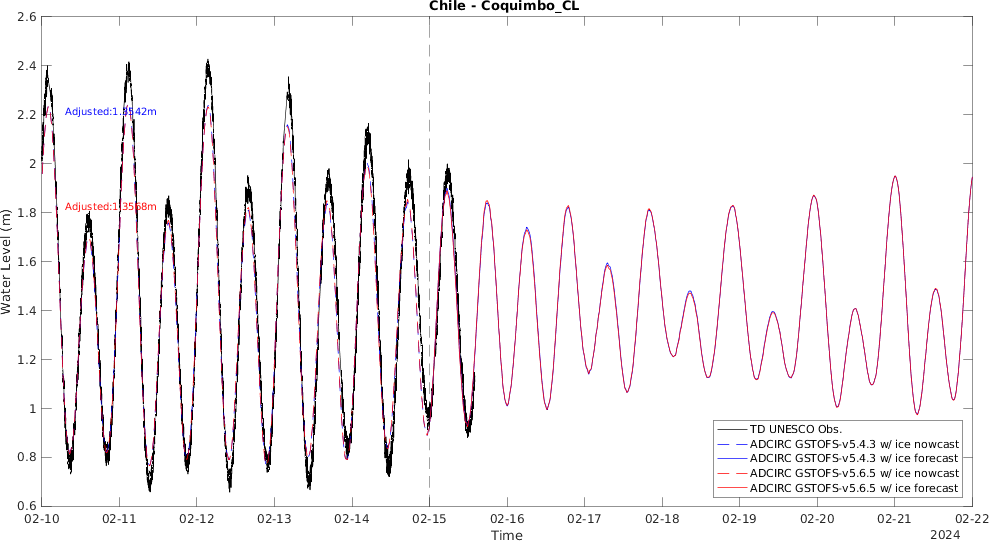 Chile - Coquimbo_CL
2.6
2.4
2.2
2
1.8
1.6
1.4
1.2
1
0.8
0.6
Water Level (m)
Adjusted:1.3542m
Adjusted:1.3568m
TD UNESCO Obs.
ADCIRC GSTOFS-v5.4.3 w/ ice nowcast
ADCIRC GSTOFS-v5.4.3 w/ ice forecast
ADCIRC GSTOFS-v5.6.5 w/ ice nowcast
ADCIRC GSTOFS-v5.6.5 w/ ice forecast
02-10 02-11 02-12 02-13 02-14 02-15 02-16 02-17 02-18 02-19 02-20 02-21 02-22
Time
2024